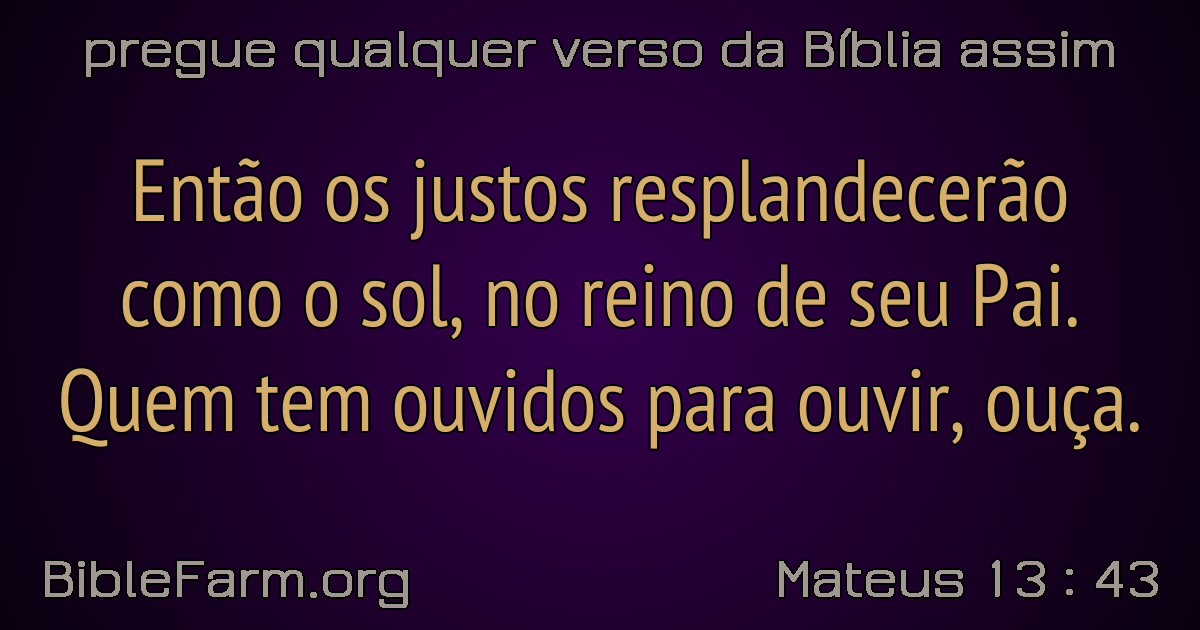 pregue qualquer verso da Bíblia assim
Então os justos resplandecerão
como o sol, no reino de seu Pai.
Quem tem ouvidos para ouvir, ouça.
BibleFarm.org
Mateus 13 : 43